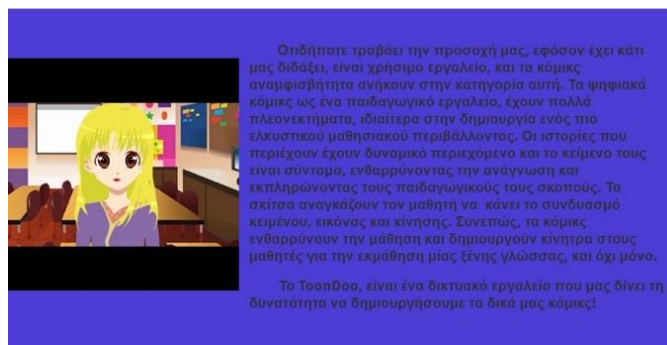 Οτιδήποτε τραβάει την προσοχή μας, εφόσον έχει κάτι
μας διδάξει, είναι χρήσιμο εργαλείο, και τα κόμικς
αναμφισβήτητα ανήκουν στην κατηγορία αυτή. Τα ψηφιακά
κόμικς ως ένα παιδαγωγικό εργαλείο, έχουν πολλά
πλεονεκτήματα, ιδιαίτερα στην δημιουργία ενός πιο
ελκυστικού μαθησιακού περιβάλλοντος. Οι ιστορίες που
περιέχουν έχουν δυναμικό περιεχόμενο και το κείμενο τους
είναι σύντομο, ενθαρρύνοντας την ανάγνωση και
εκπληρώνοντας τους παιδαγωγικούς τους σκοπούς. Τα
σκίτσα αναγκάζουν τον μαθητή να κάνει το συνδυασμό
κειμένου, εικόνας και κίνησης. Συνεπώς, τα κόμικς
ενθαρρύνουν την μάθηση και δημιουργούν κίνητρα στους
μαθητές για την εκμάθηση μίας ξένης γλώσσας, και όχι μόνο.
Το ToonDoo, είναι ένα δικτυακό εργαλείο που μας δίνει τη
δυνατότητα να δημιουργήσουμε τα δικά μας κόμικς!